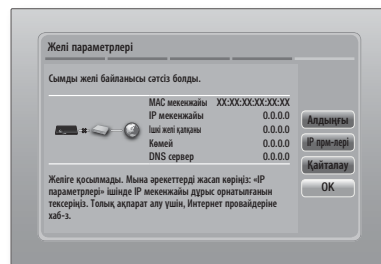 Желі параметрлері
Сымды желі байланысы сәтсіз болды.
MAC мекенжайы XX:XX:XX:XX:XX:XX
IP мекенжайы 0.0.0.0
Ішкі желі қалқаны 0.0.0.0
Көмей 0.0.0.0
DNS сервер 0.0.0.0
Желіге қосылмады. Мына әрекеттерді жасап көріңіз: «IP
параметрлері» ішінде IP мекенжайы дұрыс орнатылғанын
тексеріңіз. Толық ақпарат алу үшін, Интернет провайдеріне
хаб-з.
Алдыңғы
IP прм-лері
Қайталау
OK